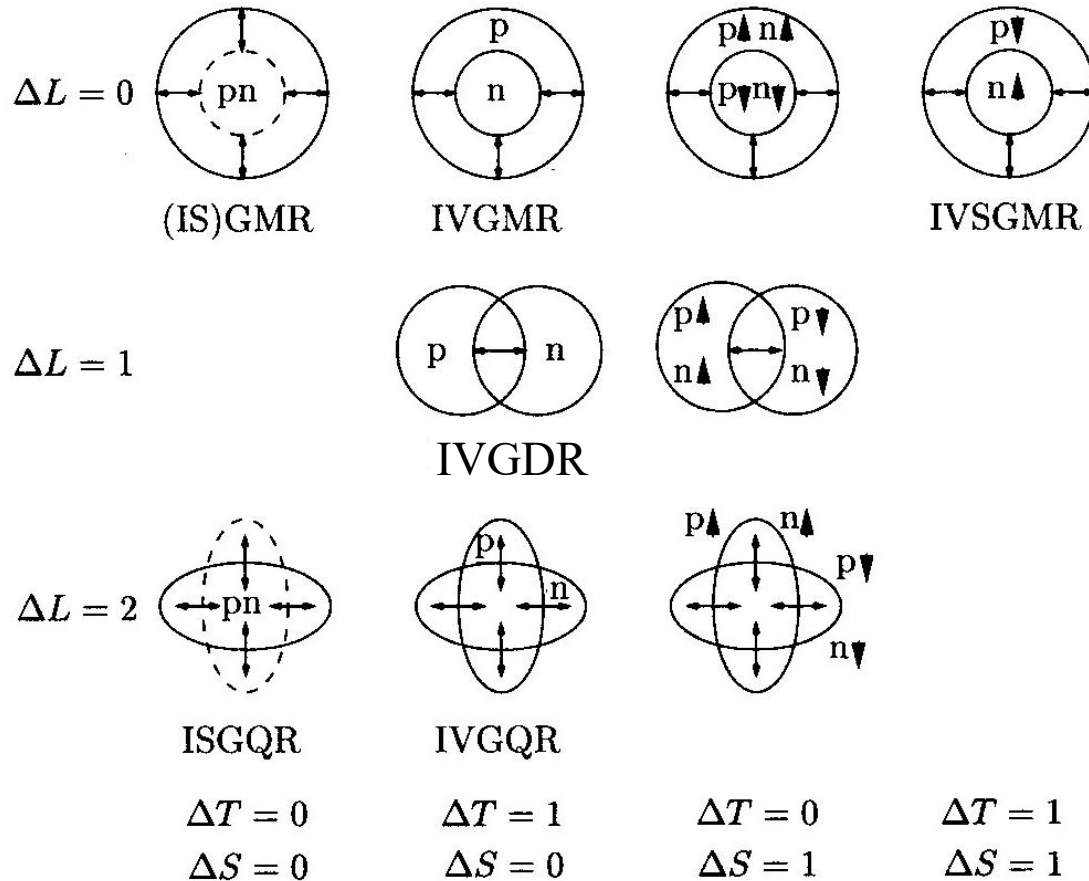 p p▲ n▲ p▼
ΔL = 0 pn n p▼n▼ n▲
(IS)GMR IVGMR IVSGMR
p▲ p▼
ΔL = 1 p n
n▲ n▼
IVGDR
p▲ n▲
p p▼
ΔL = 2 pn n
n▼
ISGQR IVGQR
ΔT = 0 ΔT = 1 ΔT = 0 ΔT = 1
ΔS = 0 ΔS = 0 ΔS = 1 ΔS = 1